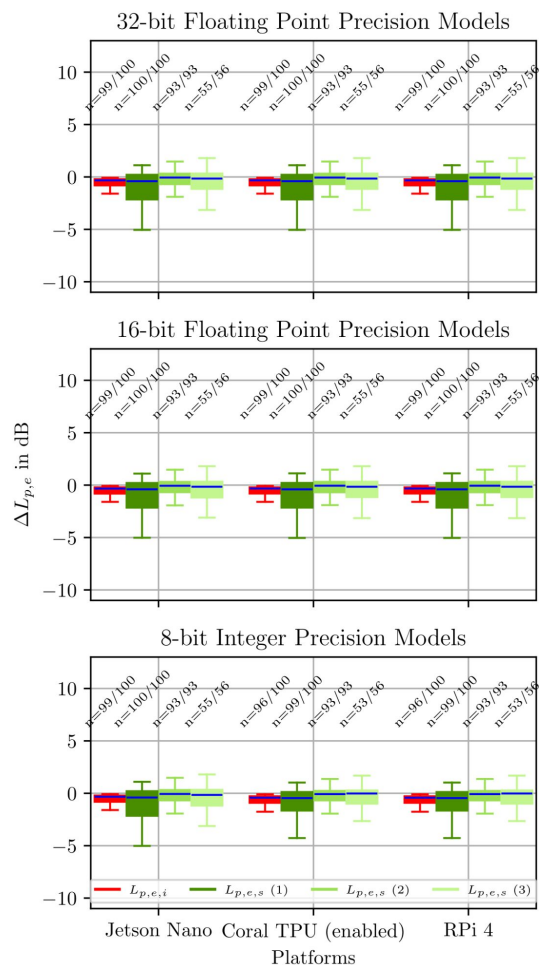 32-bit Floating Point Precision Models
n=99/100 n=100/100 n=93/93 n=55/56 n=99/100 n=100/100 n=93/93 n=55/56 n=99/100 n=100/100 n=93/93 n=55/56
10
5
0
−5
−10
16-bit Floating Point Precision Models
n=99/100 n=100/100 n=93/93 n=55/56 n=99/100 n=100/100 n=93/93 n=55/56 n=99/100 n=100/100 n=93/93 n=55/56
10
5
0
−5
−10
ΔL_{p,e} in dB
8-bit Integer Precision Models
n=99/100 n=100/100 n=93/93 n=55/56 n=96/100 n=99/100 n=93/93 n=53/56 n=96/100 n=99/100 n=93/93 n=53/56
10
5
0
−5
−10
L_{p,e,i} L_{p,e,s} (1) L_{p,e,s} (2) L_{p,e,s} (3)
Jetson Nano Coral TPU (enabled) RPi 4
Platforms